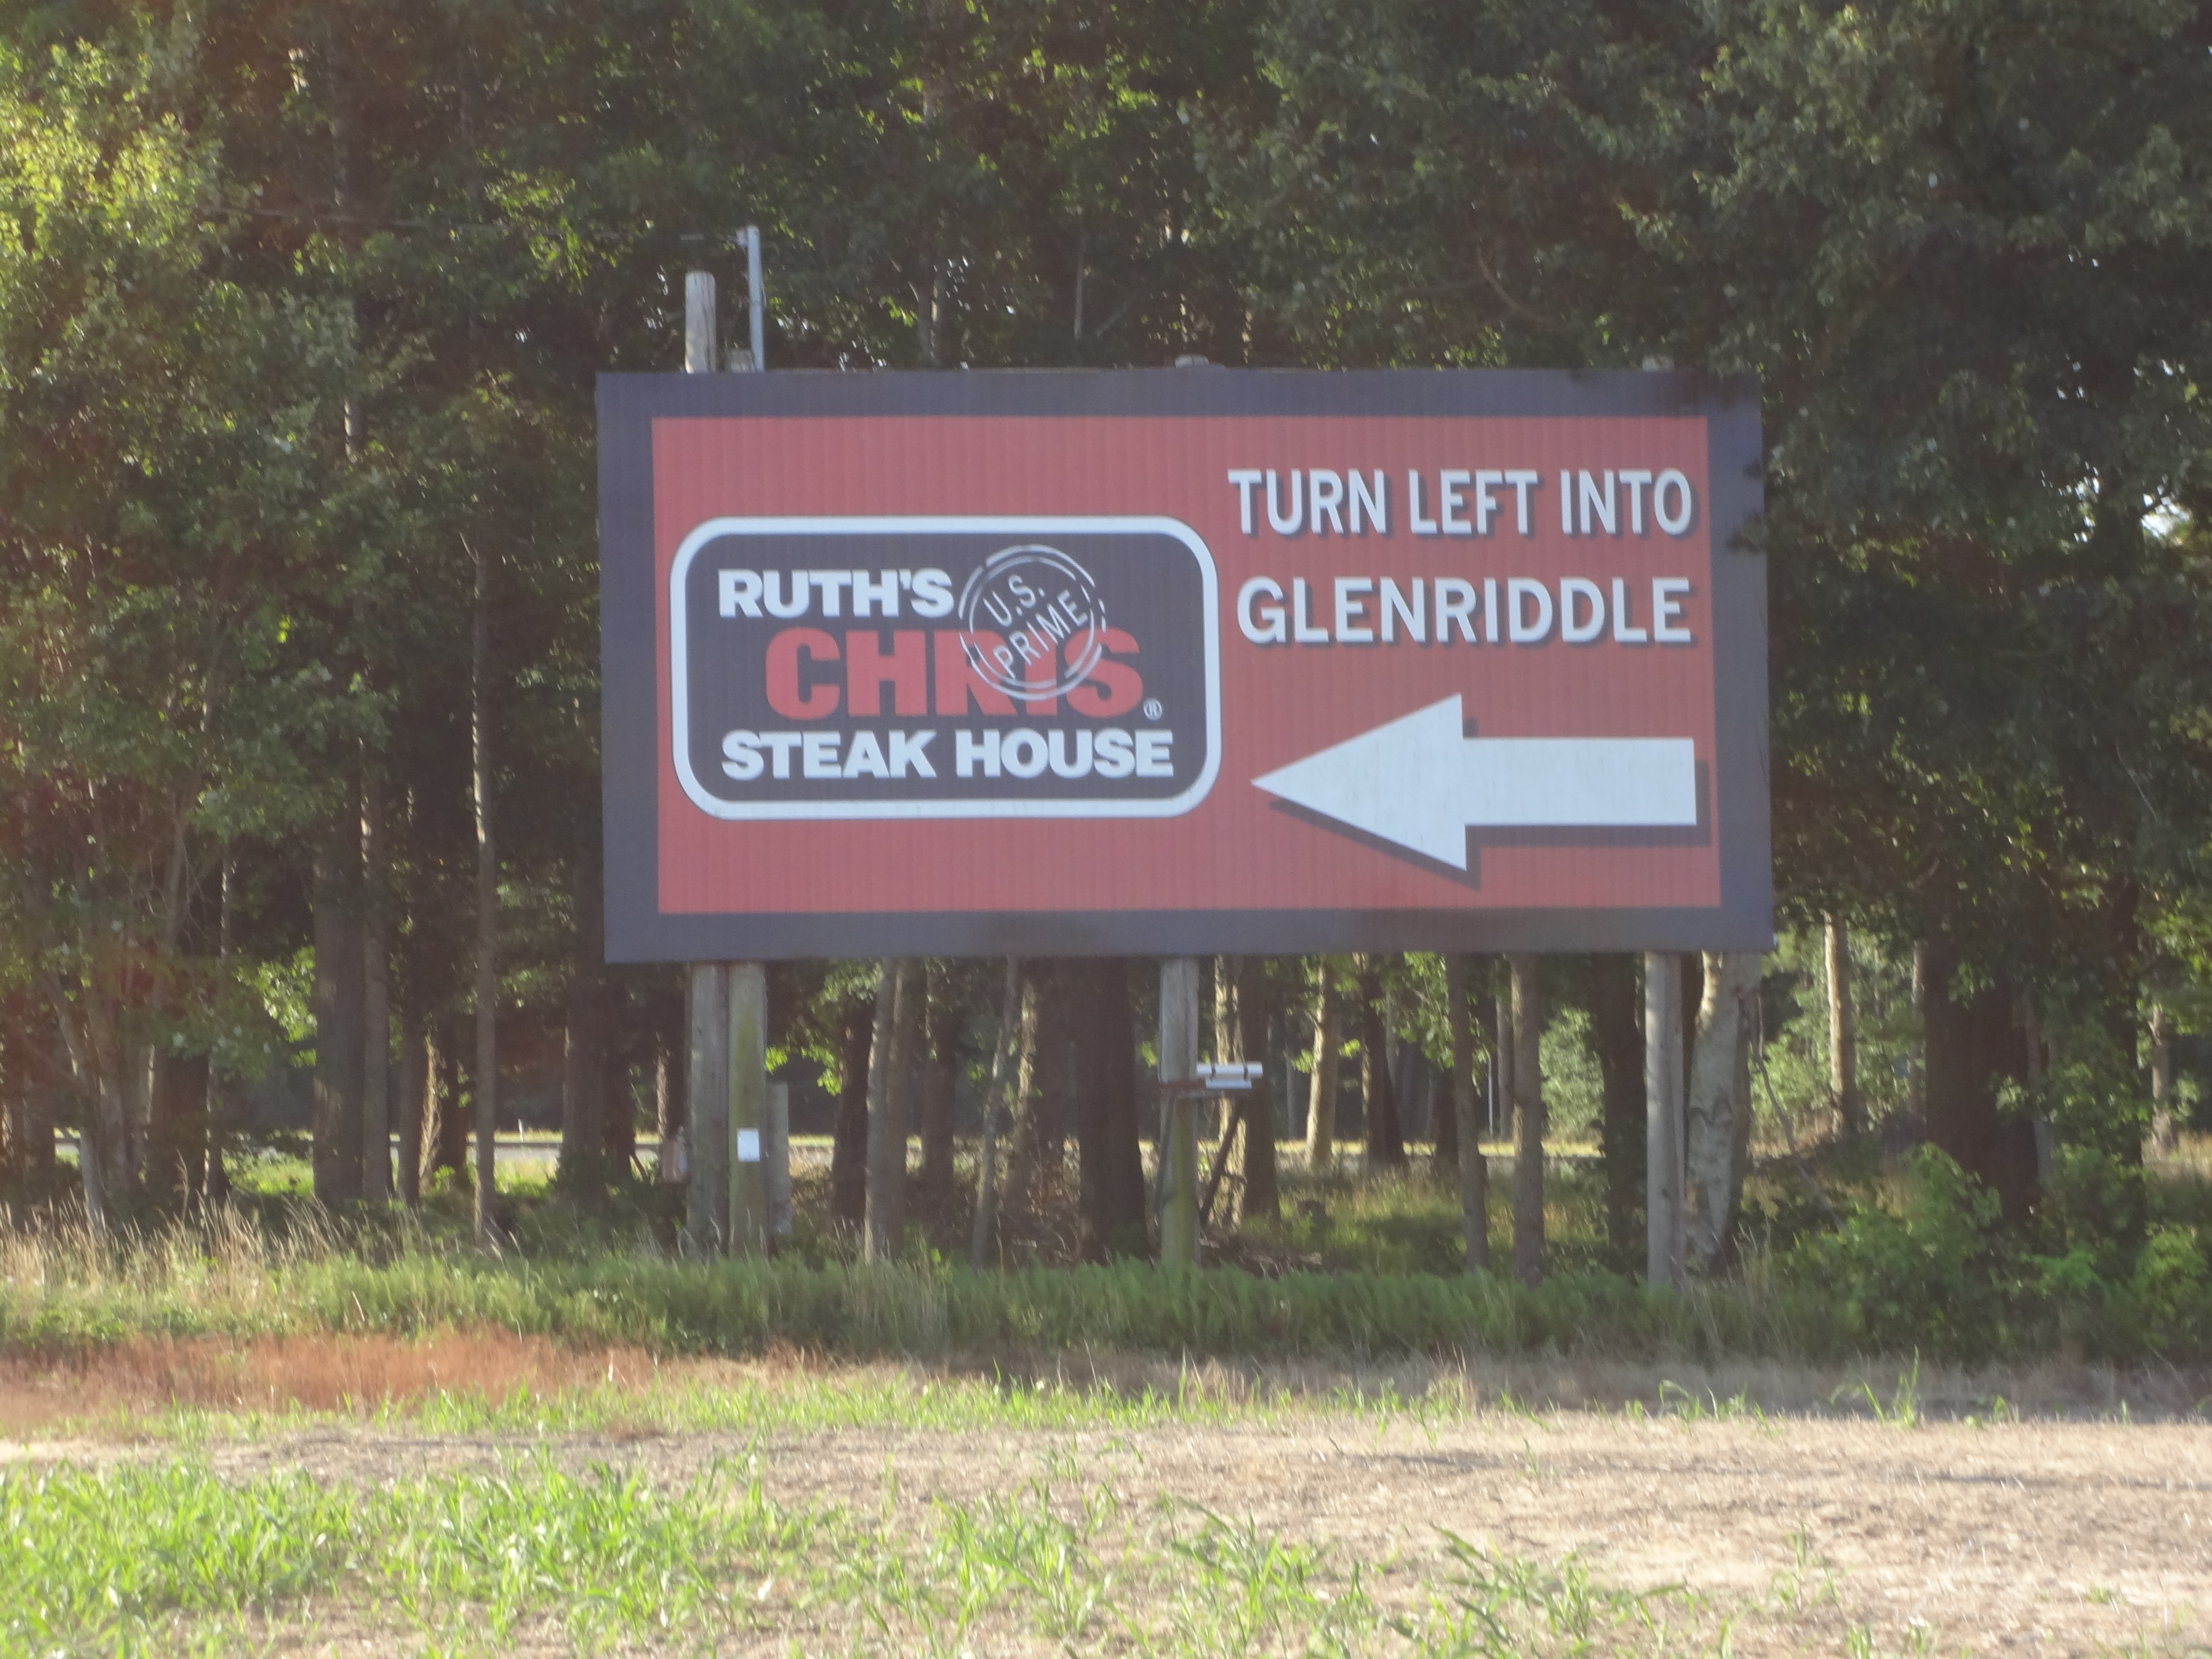 RUTH'S
CHRIS
®
STEAK HOUSE
U.S.
PRIME
TURN LEFT INTO
GLENRIDDLE